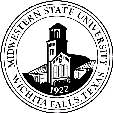 MIDWESTERN STATE UNIVERSITY
WICHITA FALLS, TEXAS
1922